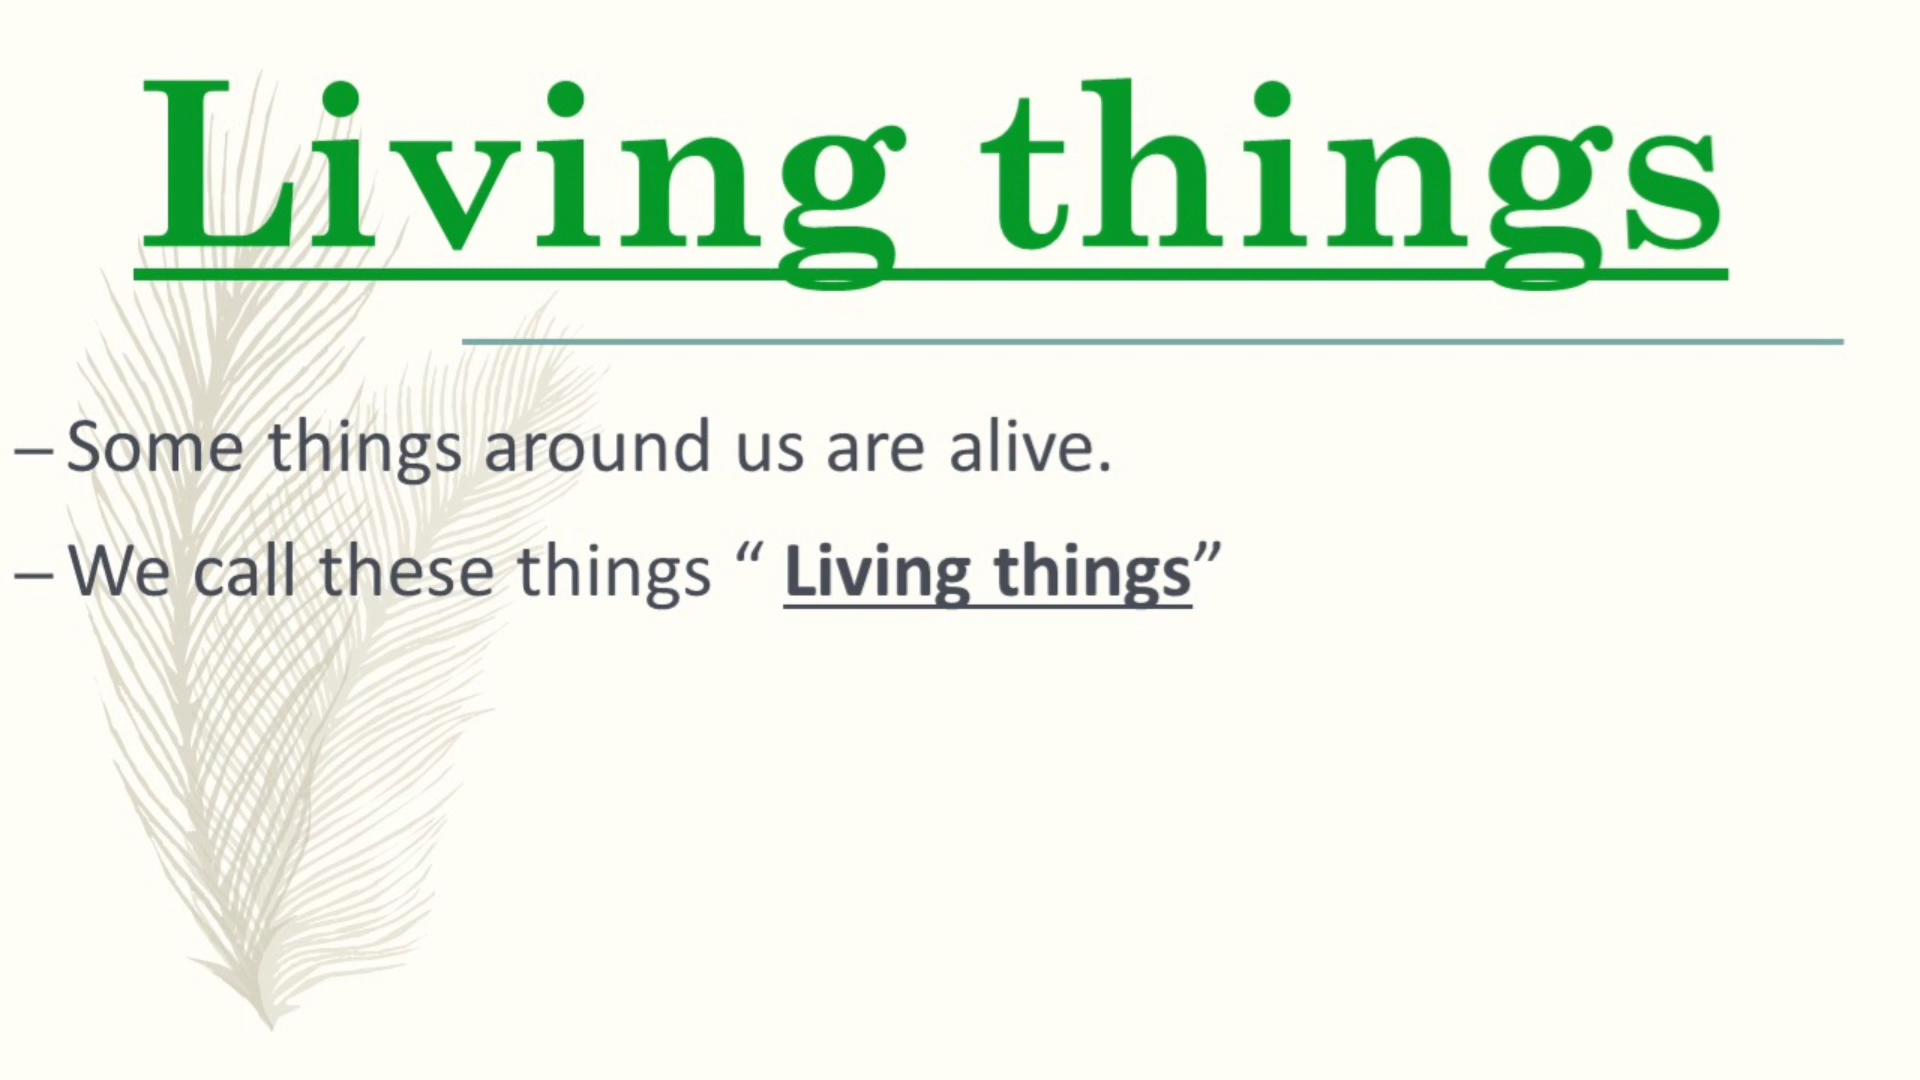 Living things
– Some things around us are alive.
– We call these things “ Living things”